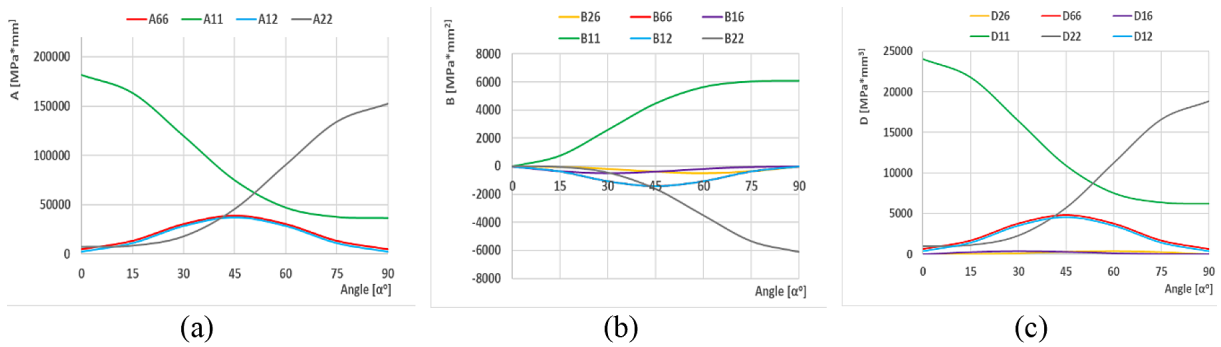 A66 A11 A12 A22
A [MPa*mm]
200000
150000
100000
50000
0
0 15 30 45 60 75 90
Angle [αº]
(a)
B26 B66 B16
B11 B12 B22
B [MPa*mm²]
8000
6000
4000
2000
0
-2000
-4000
-6000
-8000
0 15 30 45 60 75 90
Angle [αº]
(b)
D26 D66 D16
D11 D22 D12
D [MPa*mm³]
25000
20000
15000
10000
5000
0
0 15 30 45 60 75 90
Angle [αº]
(c)